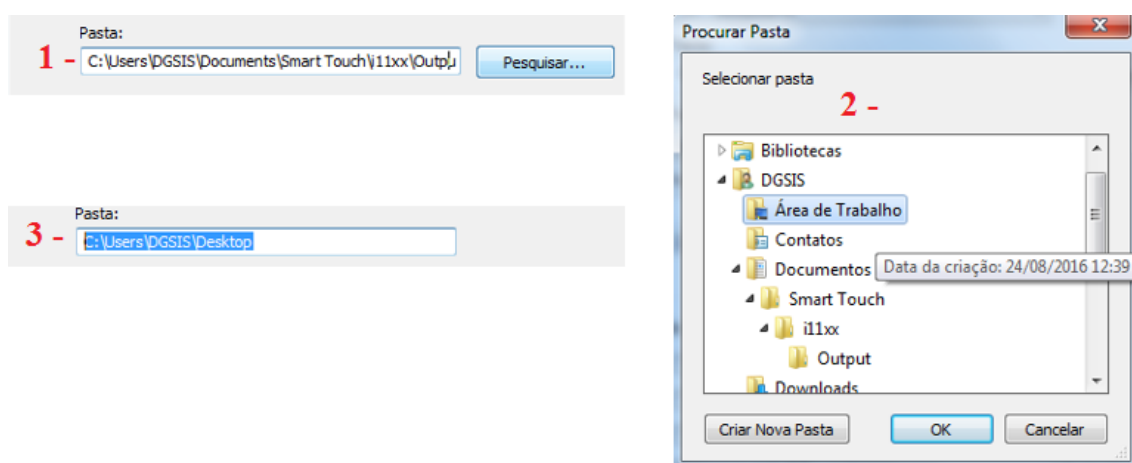 Pasta:
1 - C:\Users\DGSIS\Documents\Smart Touch\i11xx\Outpu
Pesquisar...
Procurar Pasta
Selecionar pasta
2 -
Bibliotecas
DGSIS
Área de Trabalho
Contatos
Documentos
Data da criação: 24/08/2016 12:39
Smart Touch
i11xx
Output
Downloads
Criar Nova Pasta
OK
Cancelar
Pasta:
3 - C:\Users\DGSIS\Desktop